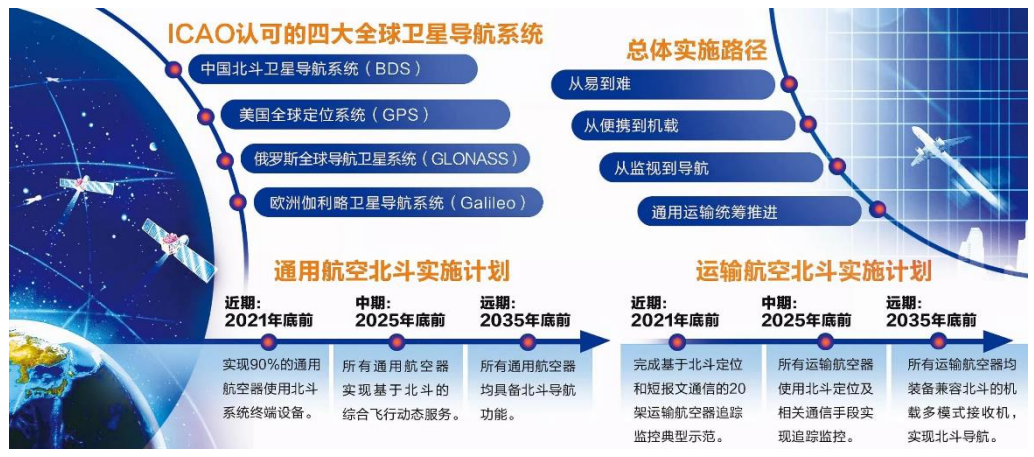 ICAO认可的四大全球卫星导航系统
中国北斗卫星导航系统（BDS）
美国全球定位系统（GPS）
俄罗斯全球导航卫星系统（GLONASS）
欧洲伽利略卫星导航系统（Galileo）
总体实施路径
从易到难
从便携到机载
从监视到导航
通用运输统筹推进
通用航空北斗实施计划
近期：
2021年底前
实现90%的通用
航空器使用北斗
系统终端设备。
中期：
2025年底前
所有通用航空器
实现基于北斗的
综合飞行动态服务。
远期：
2035年底前
所有通用航空器
均具备北斗导航
功能。
运输航空北斗实施计划
近期：
2021年底前
完成基于北斗定位
和短报文通信的20
架运输航空器追踪
监控典型示范。
中期：
2025年底前
所有运输航空器
使用北斗定位及
相关通信手段实
现追踪监控。
远期：
2035年底前
所有运输航空器均
装备兼容北斗的机
载多模式接收机，
实现北斗导航。